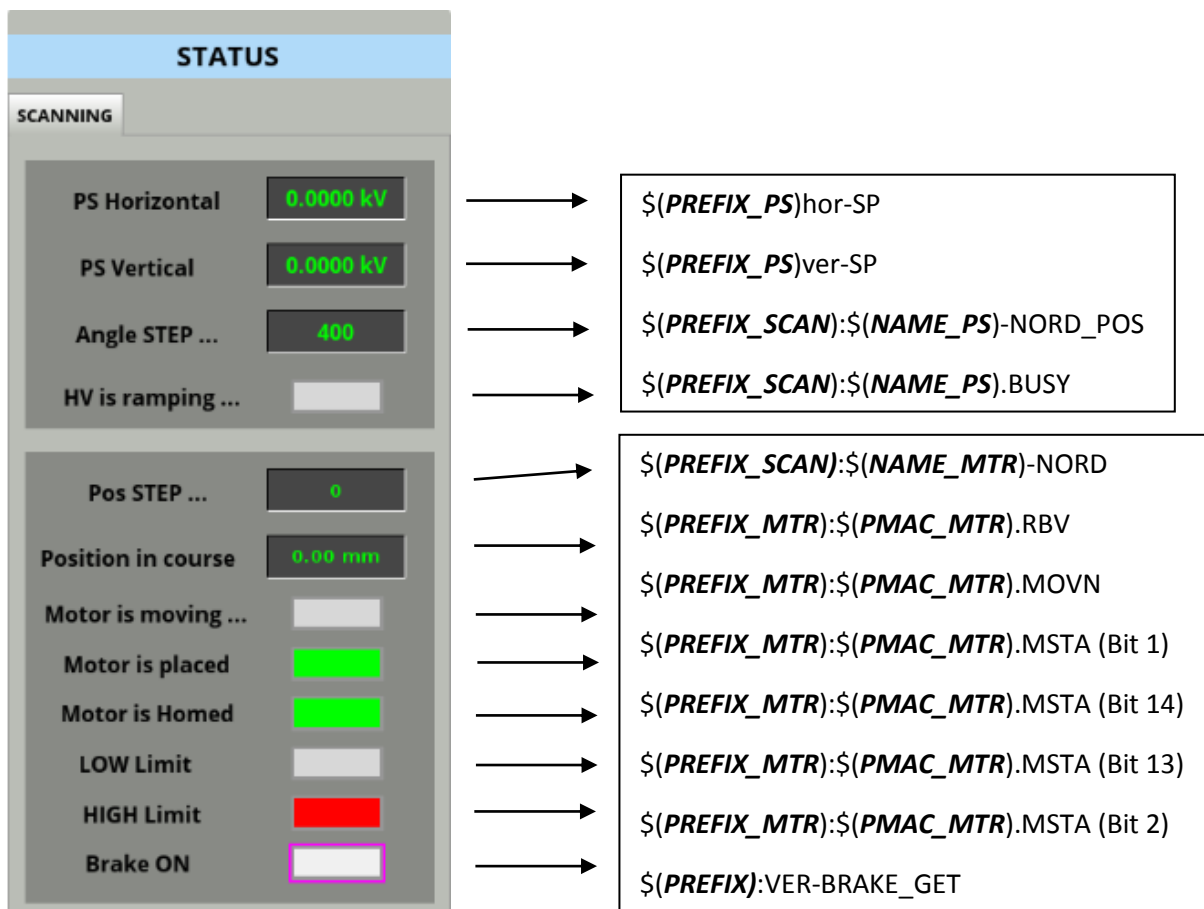 STATUS
SCANNING
PS Horizontal 0.0000 kV $(PREFIX_PS)hor-SP
PS Vertical 0.0000 kV $(PREFIX_PS)ver-SP
Angle STEP ... 400 $(PREFIX_SCAN):$(NAME_PS)-NORD_POS
HV is ramping ... $(PREFIX_SCAN):$(NAME_PS).BUSY
Pos STEP ... 0 $(PREFIX_SCAN):$(NAME_MTR)-NORD
Position in course 0.00 mm $(PREFIX_MTR):$(PMAC_MTR).RBV
Motor is moving ... $(PREFIX_MTR):$(PMAC_MTR).MOVN
Motor is placed $(PREFIX_MTR):$(PMAC_MTR).MSTA (Bit 1)
Motor is Homed $(PREFIX_MTR):$(PMAC_MTR).MSTA (Bit 14)
LOW Limit $(PREFIX_MTR):$(PMAC_MTR).MSTA (Bit 13)
HIGH Limit $(PREFIX_MTR):$(PMAC_MTR).MSTA (Bit 2)
Brake ON $(PREFIX):VER-BRAKE_GET